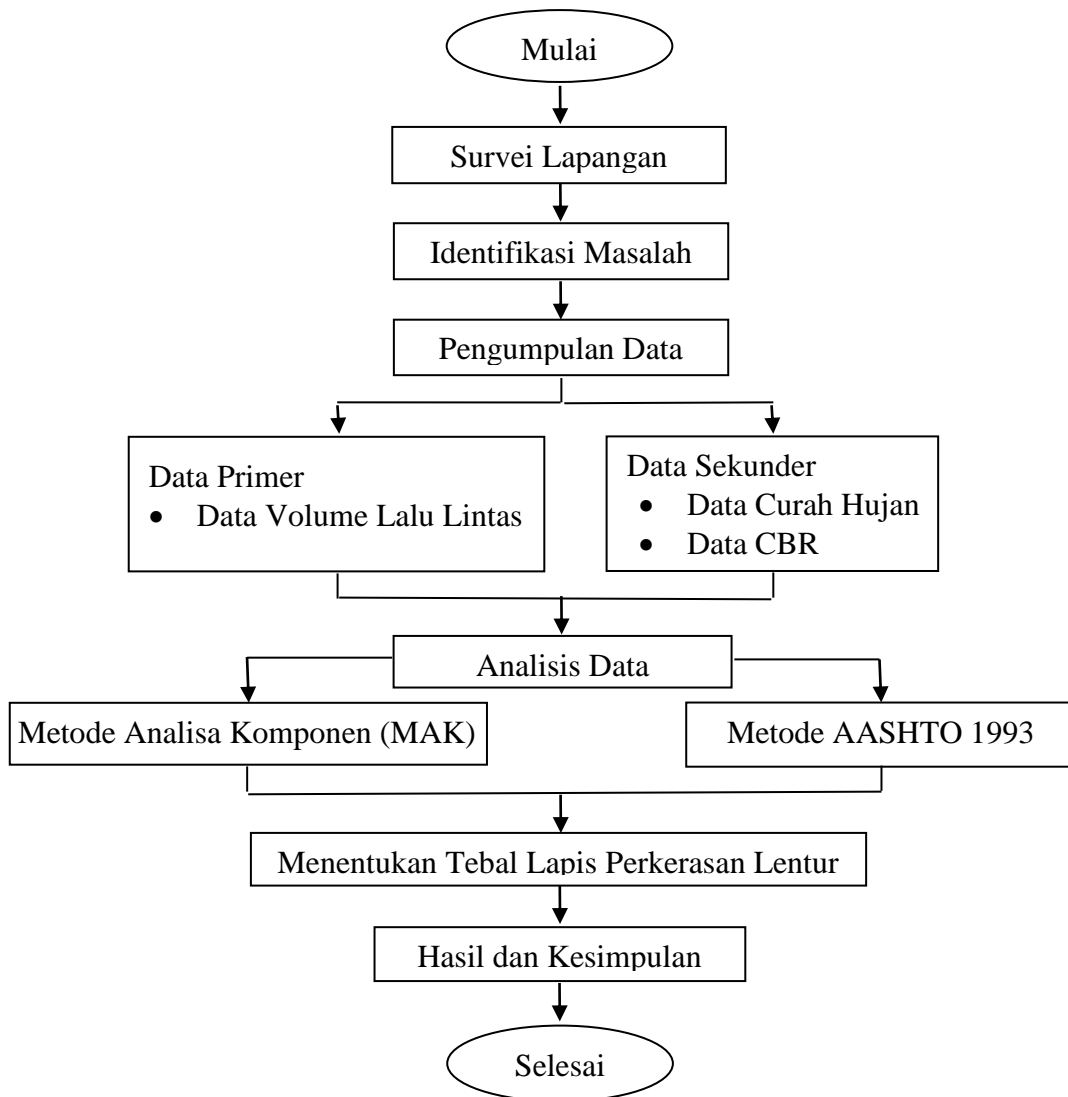 Mulai
Survei Lapangan
Identifikasi Masalah
Pengumpulan Data
Data Primer
• Data Volume Lalu Lintas
Data Sekunder
• Data Curah Hujan
• Data CBR
Analisis Data
Metode Analisa Komponen (MAK)
Metode AASHTO 1993
Menentukan Tebal Lapis Perkerasan Lentur
Hasil dan Kesimpulan
Selesai